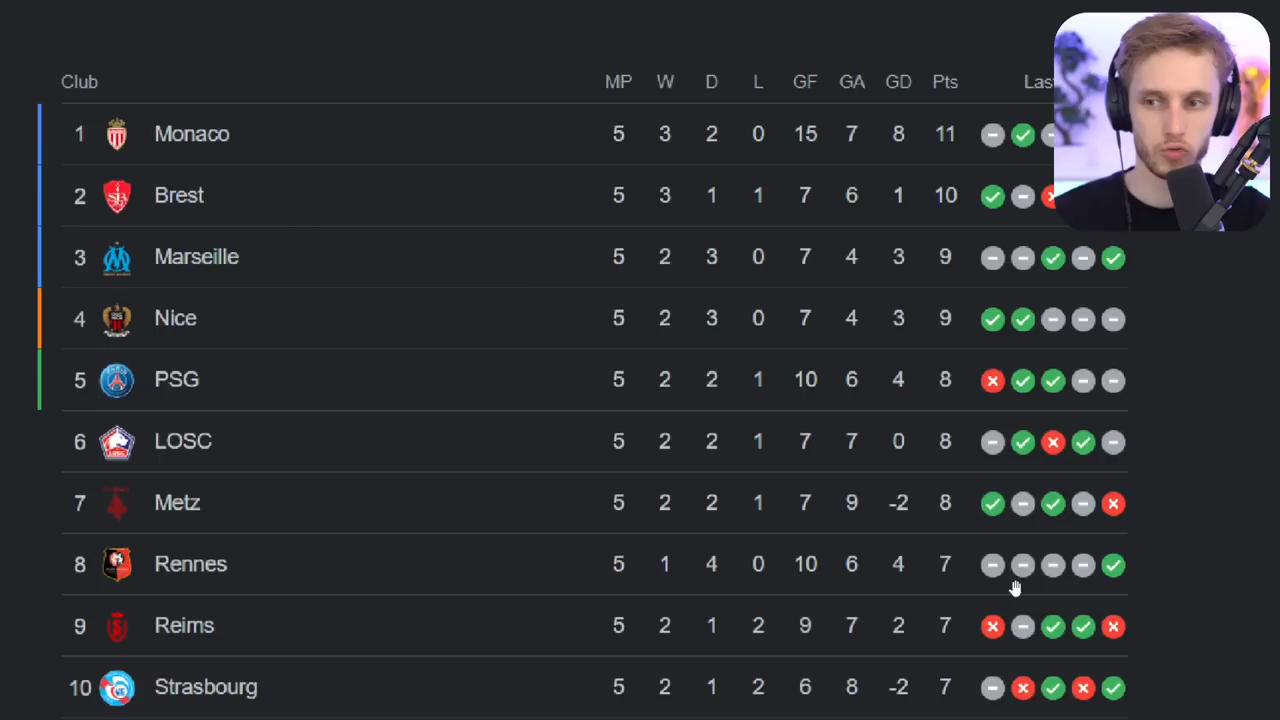 Club MP W D L GF GA GD Pts Las
1 Monaco 5 3 2 0 15 7 8 11
2 Brest 5 3 1 1 7 6 1 10
3 Marseille 5 2 3 0 7 4 3 9
4 Nice 5 2 3 0 7 4 3 9
5 PSG 5 2 2 1 10 6 4 8
6 LOSC 5 2 2 1 7 7 0 8
7 Metz 5 2 2 1 7 9 -2 8
8 Rennes 5 1 4 0 10 6 4 7
9 Reims 5 2 1 2 9 7 2 7
10 Strasbourg 5 2 1 2 6 8 -2 7